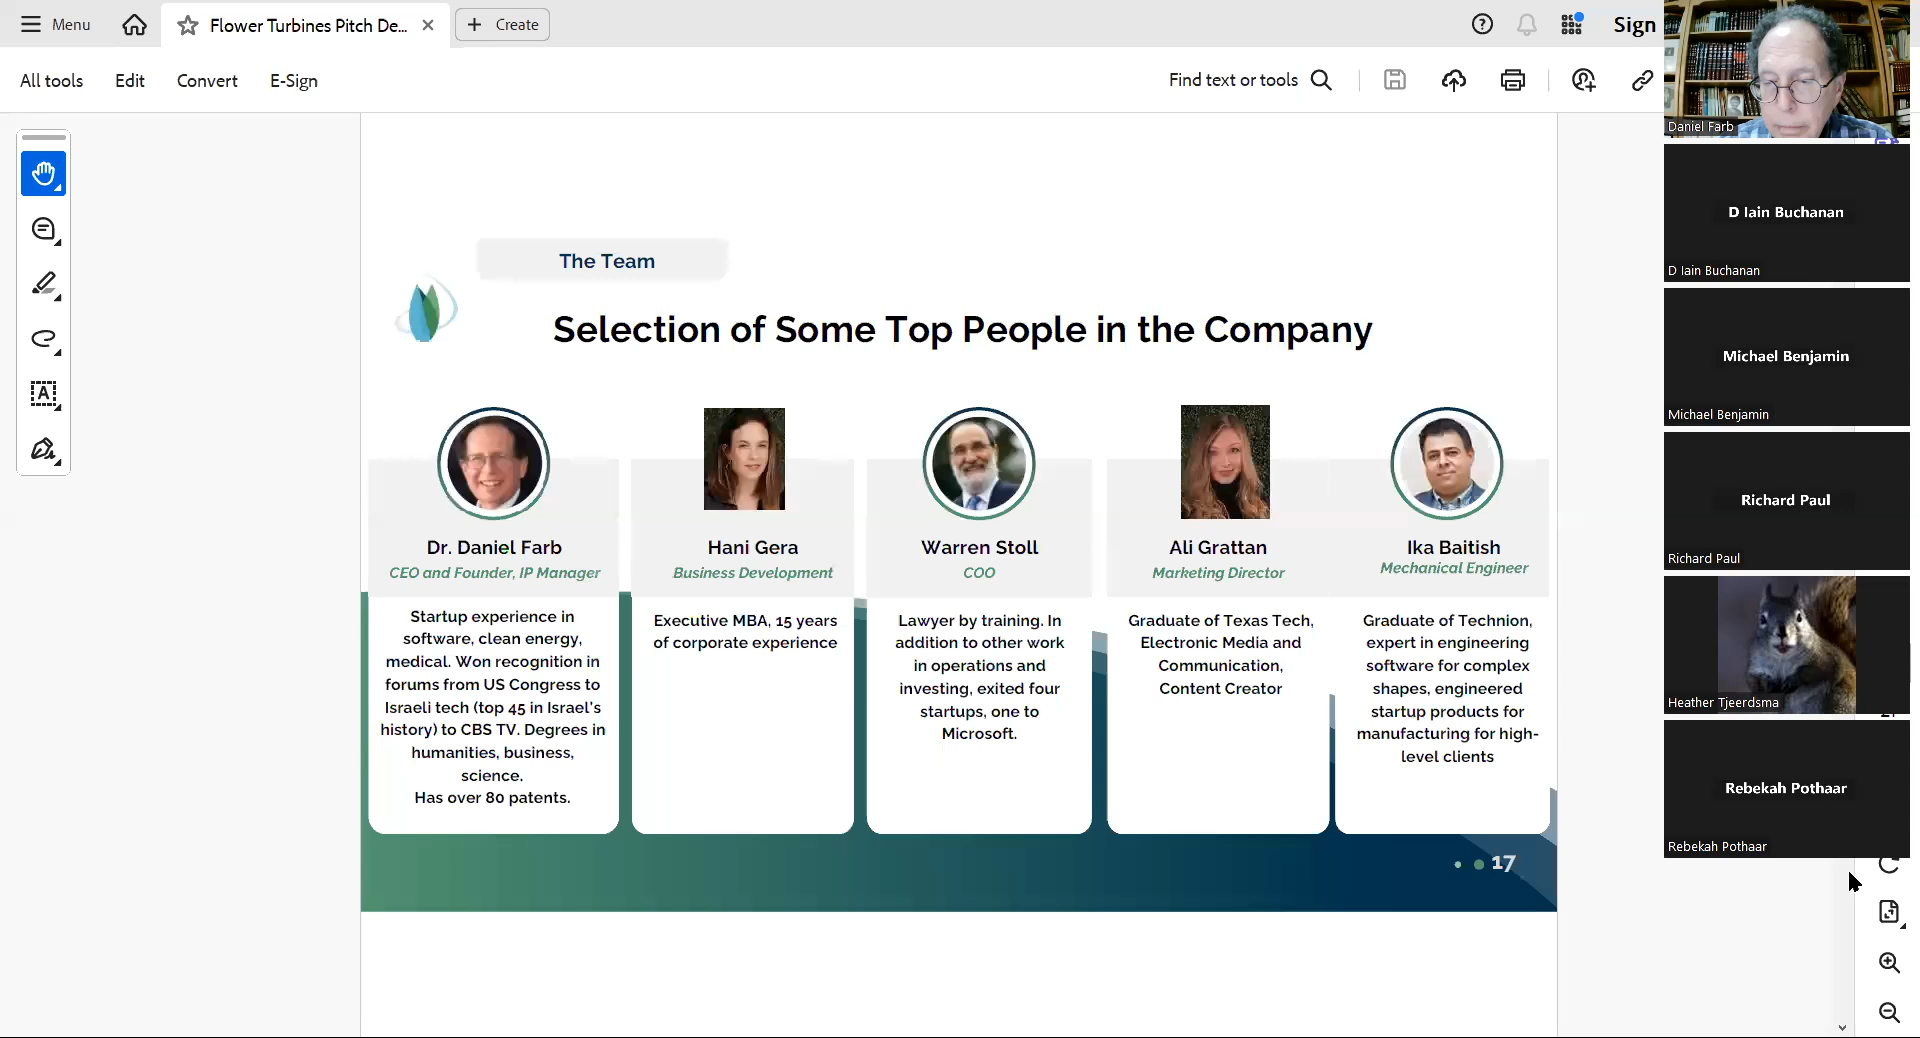 Menu
Flower Turbines Pitch De...
Create
Sign
All tools
Edit
Convert
E-Sign
Find text or tools
The Team
Selection of Some Top People in the Company
Dr. Daniel Farb
CEO and Founder, IP Manager
Startup experience in
software, clean energy,
medical. Won recognition in
forums from US Congress to
Israeli tech (top 45 in Israel's
history) to CBS TV. Degrees in
humanities, business,
science.
Has over 80 patents.
Hani Gera
Business Development
Executive MBA, 15 years
of corporate experience
Warren Stoll
COO
Lawyer by training. In
addition to other work
in operations and
investing, exited four
startups, one to
Microsoft.
Ali Grattan
Marketing Director
Graduate of Texas Tech,
Electronic Media and
Communication,
Content Creator
Ika Baitish
Mechanical Engineer
Graduate of Technion,
expert in engineering
software for complex
shapes, engineered
startup products for
manufacturing for high-
level clients
17
Daniel Farb
D Iain Buchanan
D Iain Buchanan
Michael Benjamin
Michael Benjamin
Richard Paul
Richard Paul
Heather Tjeerdsma
Rebekah Pothaar
Rebekah Pothaar